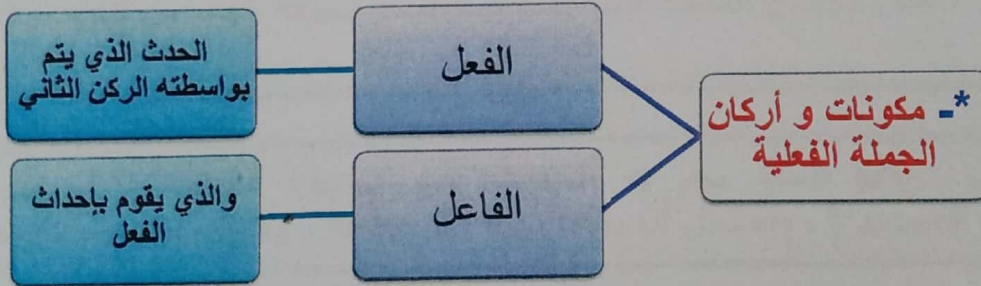 *- مكونات و أركان
الجملة الفعلية
الفعل
الحدث الذي يتم
بواسطته الركن الثاني
الفاعل
والذي يقوم بإحداث
الفعل